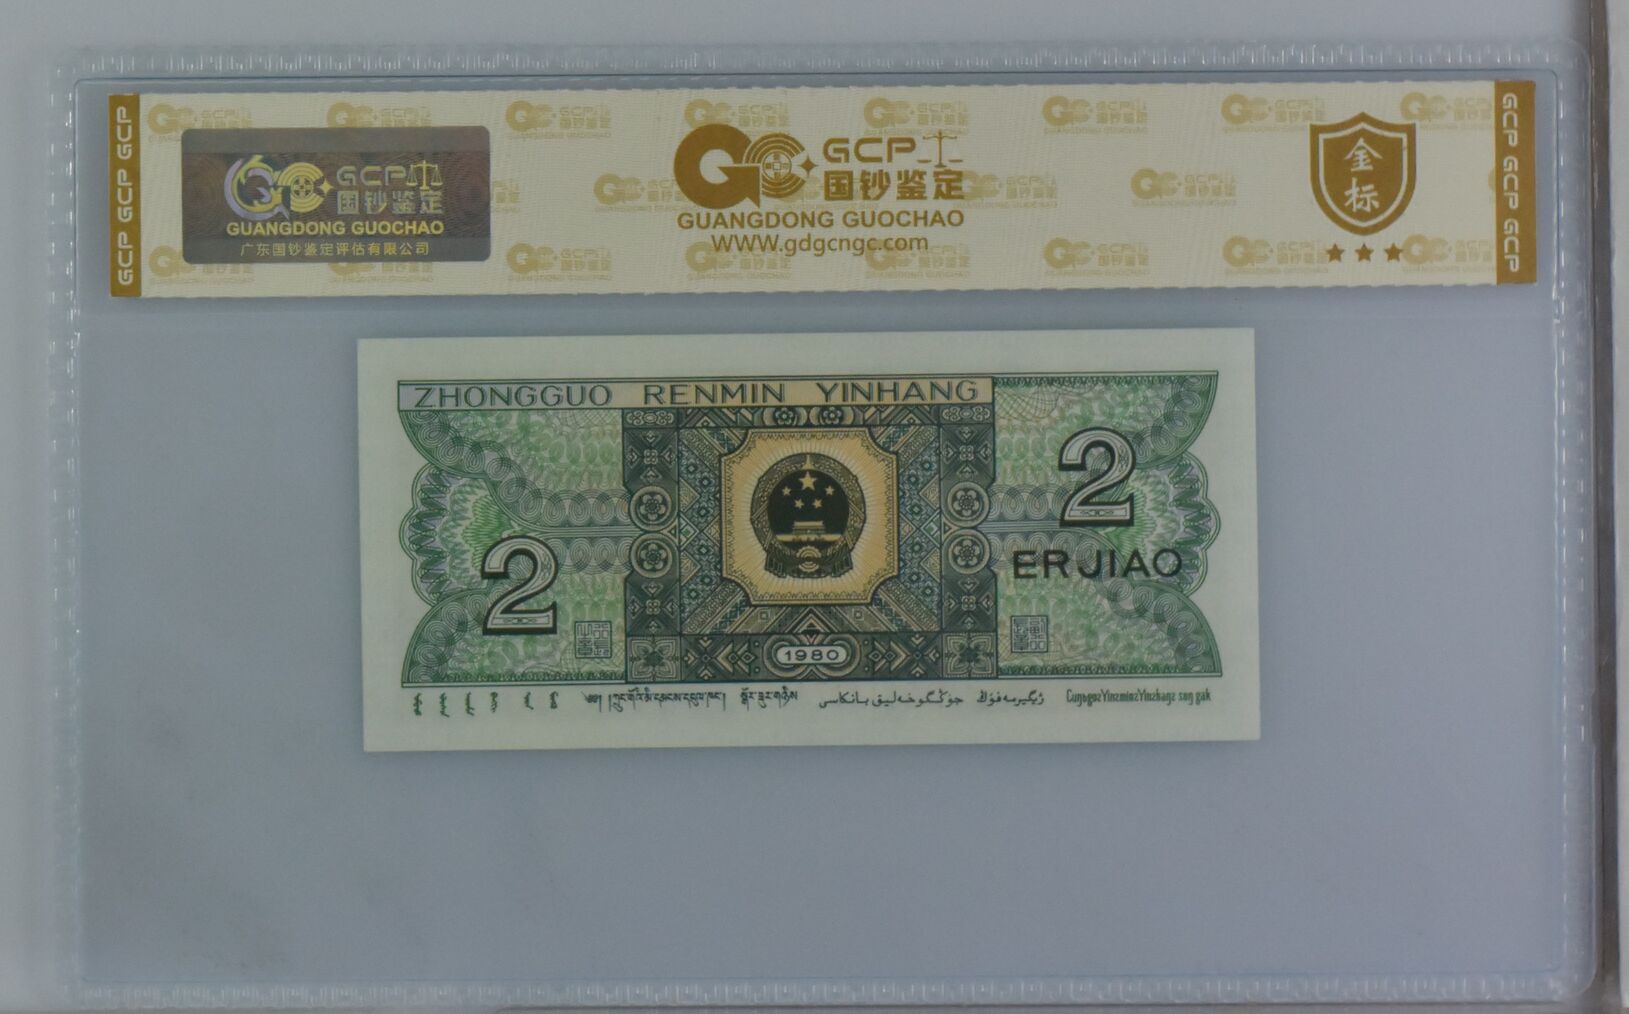 GCP GCP GCP
GCP
国钞鉴定
GUANGDONG GUOCHAO
广东国钞鉴定评估有限公司
GCP
国钞鉴定
GUANGDONG GUOCHAO
WWW.gdgcngc.com
金
标
GCP GCP GCP
ZHONGGUO RENMIN YINHANG
2
ERJIAO
2
1980
جۇڭگوخەلىق بانكاسى